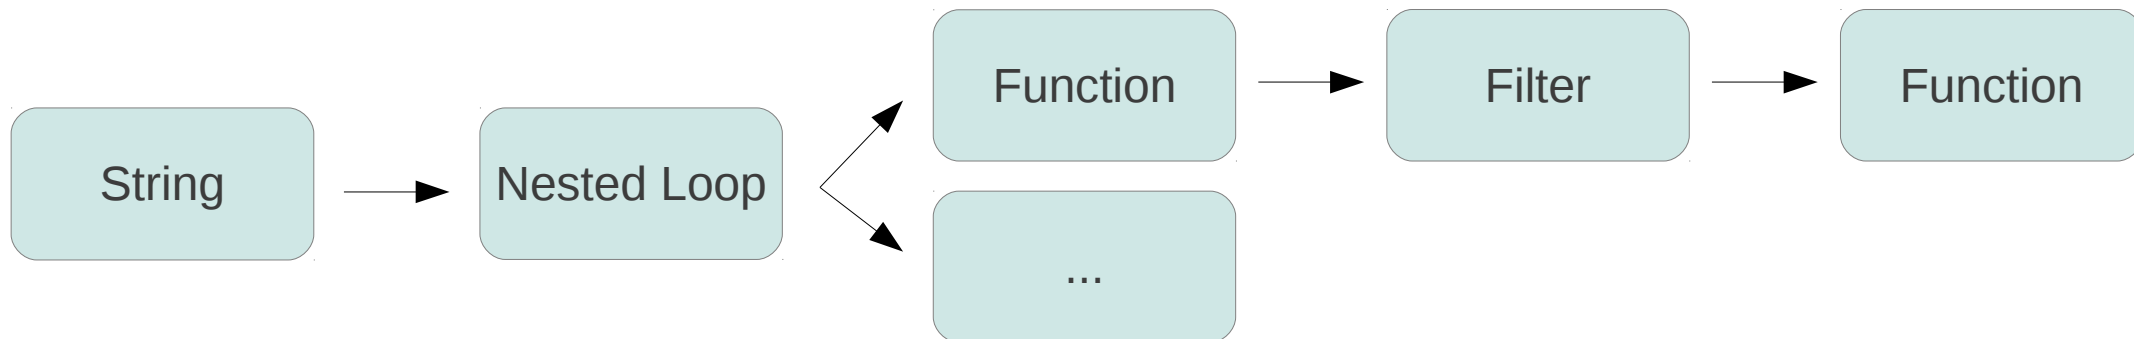 String
Nested Loop
Function
Filter
Function
...